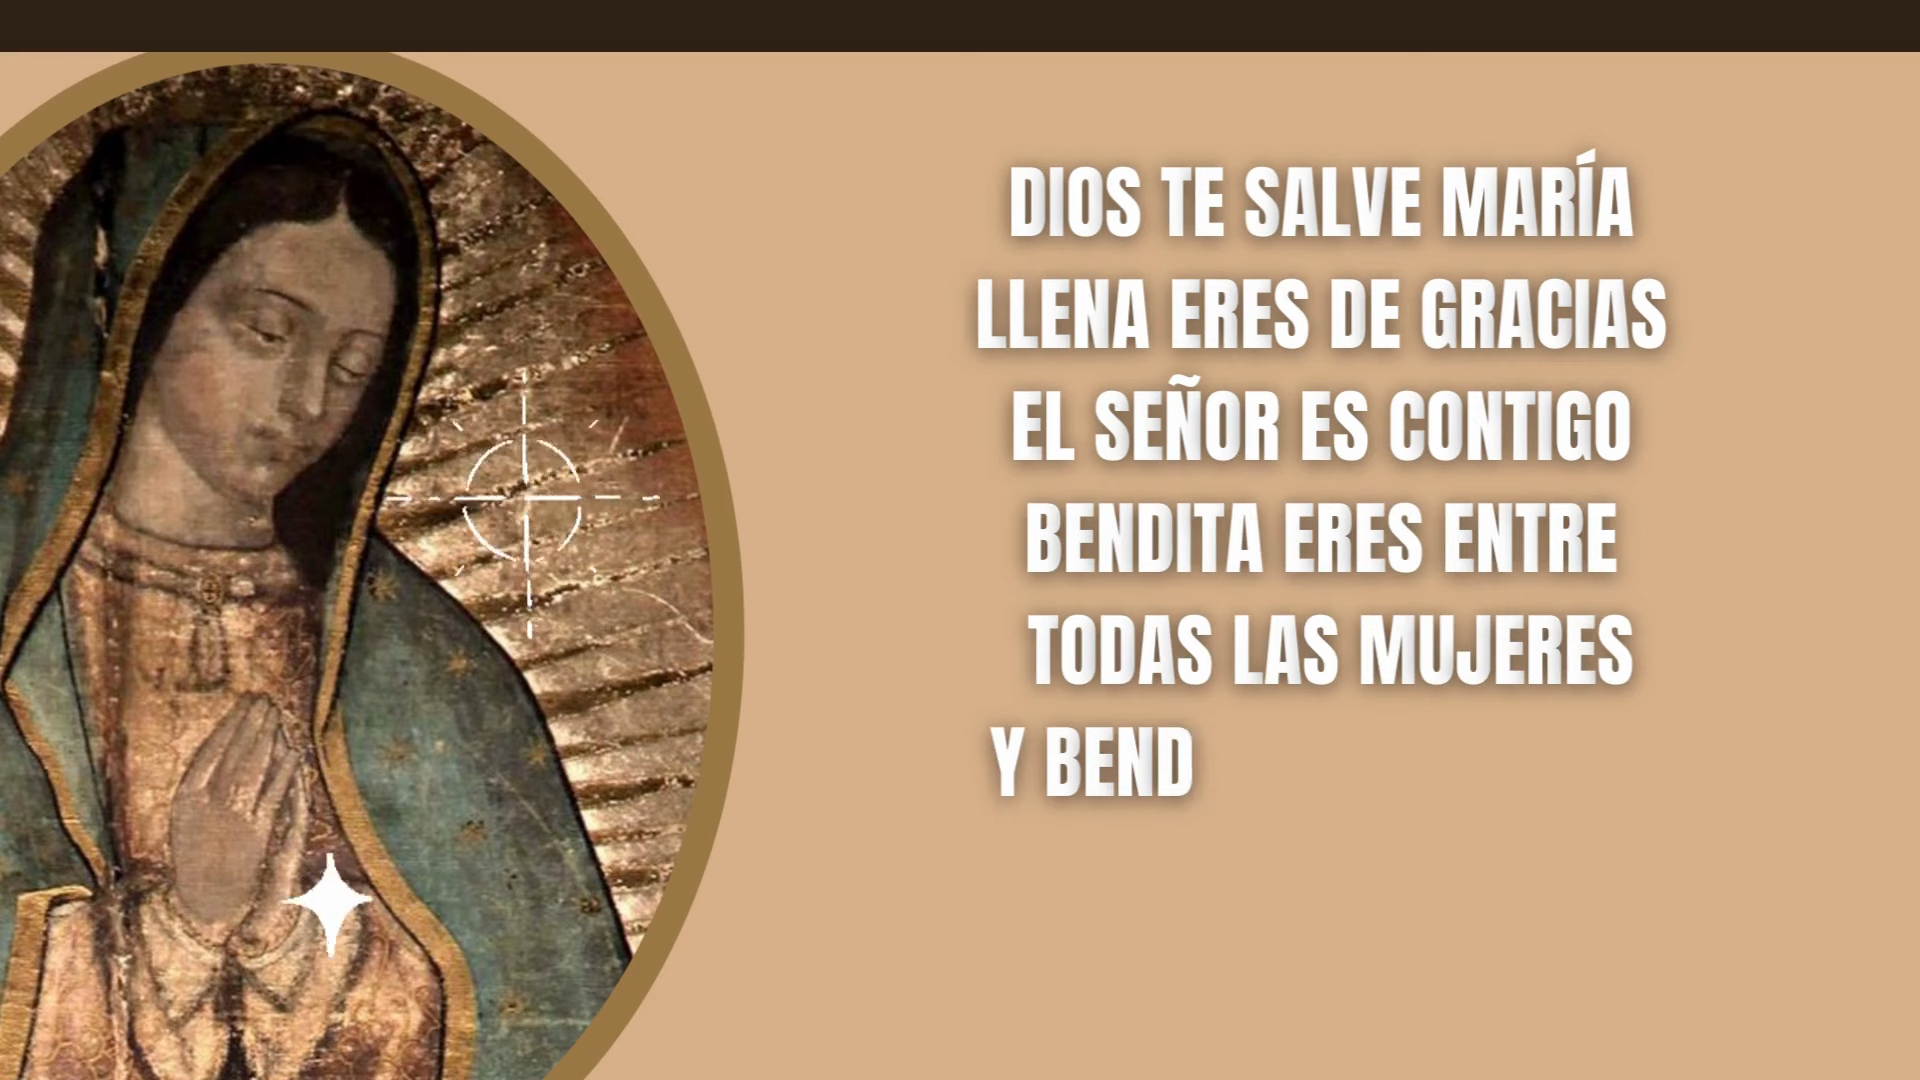 DIOS TE SALVE MARÍA
LLENA ERES DE GRACIAS
EL SEÑOR ES CONTIGO
BENDITA ERES ENTRE
TODAS LAS MUJERES
Y BEND